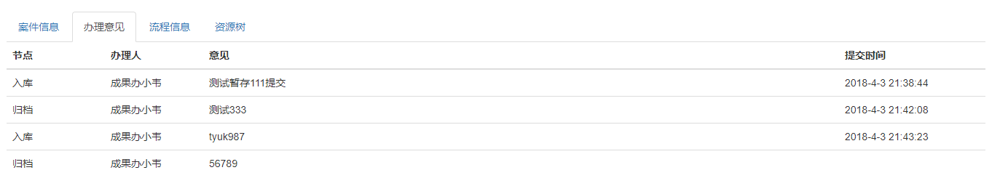 案件信息 办理意见 流程信息 资源树
节点 办理人 意见 提交时间
入库 成果办小韦 测试暂存111提交 2018-4-3 21:38:44
归档 成果办小韦 测试333 2018-4-3 21:42:08
入库 成果办小韦 tyuk987 2018-4-3 21:43:23
归档 成果办小韦 56789